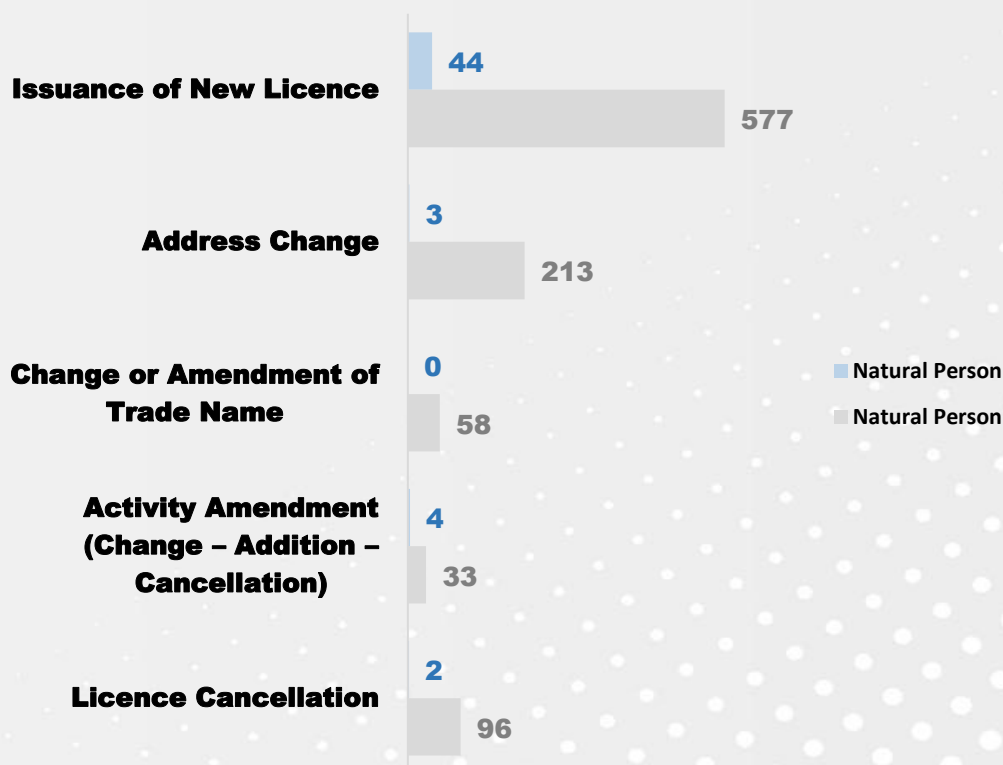 44
Issuance of New Licence
577
3
Address Change
213
0
Change or Amendment of
Trade Name
58
Natural Person
Natural Person
4
Activity Amendment
(Change – Addition –
Cancellation)
33
2
Licence Cancellation
96